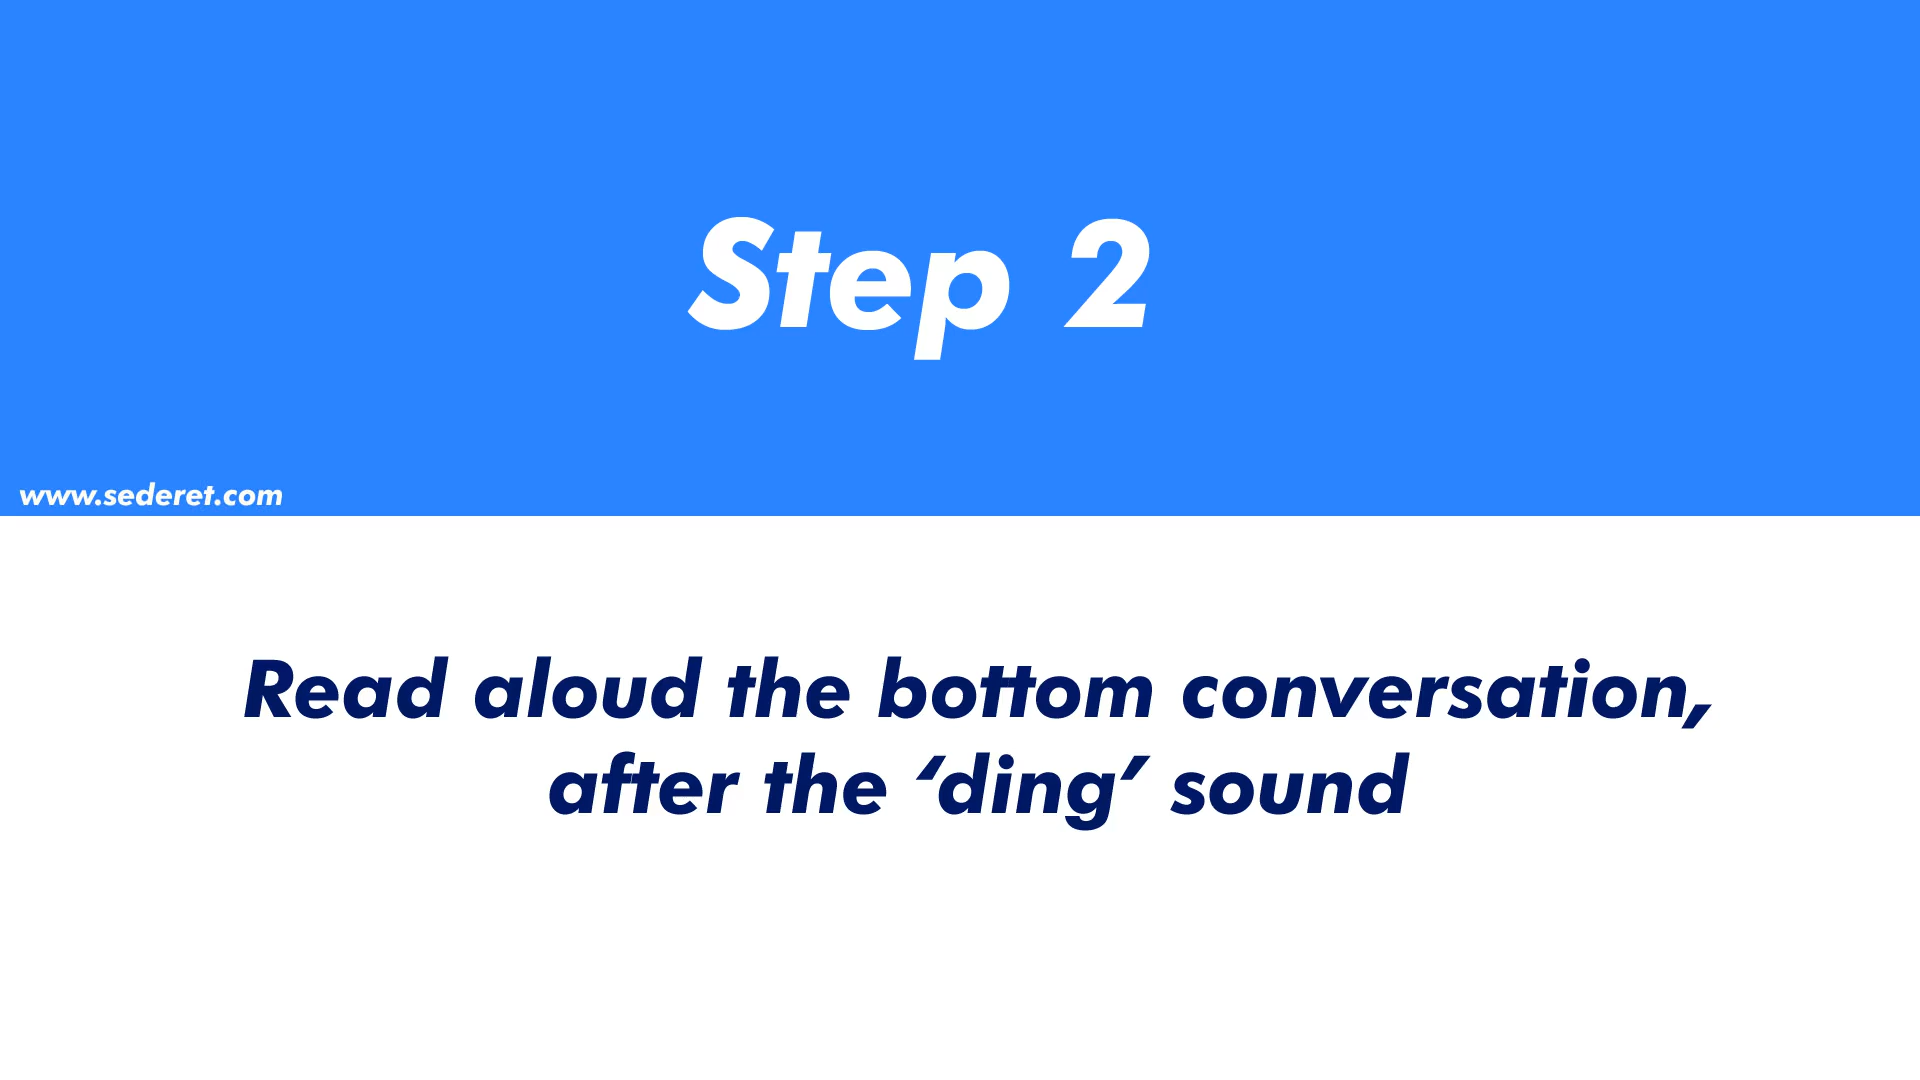 Step 2
www.sederet.com
Read aloud the bottom conversation,
after the ‘ding’ sound